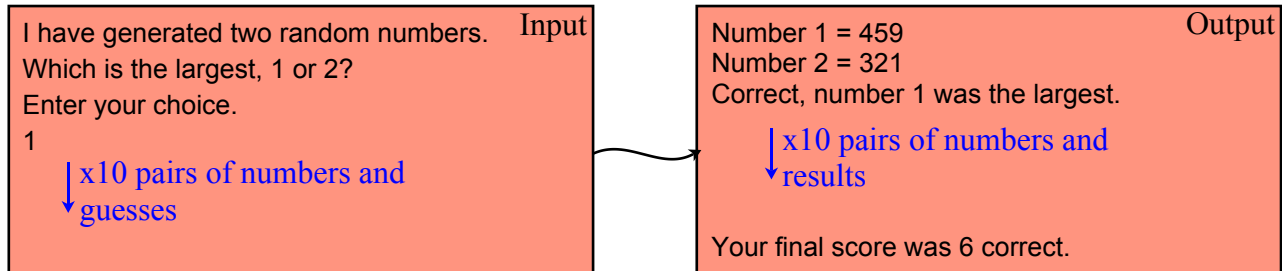 Input
I have generated two random numbers.
Which is the largest, 1 or 2?
Enter your choice.
1
x10 pairs of numbers and
guesses
Output
Number 1 = 459
Number 2 = 321
Correct, number 1 was the largest.
x10 pairs of numbers and
results
Your final score was 6 correct.